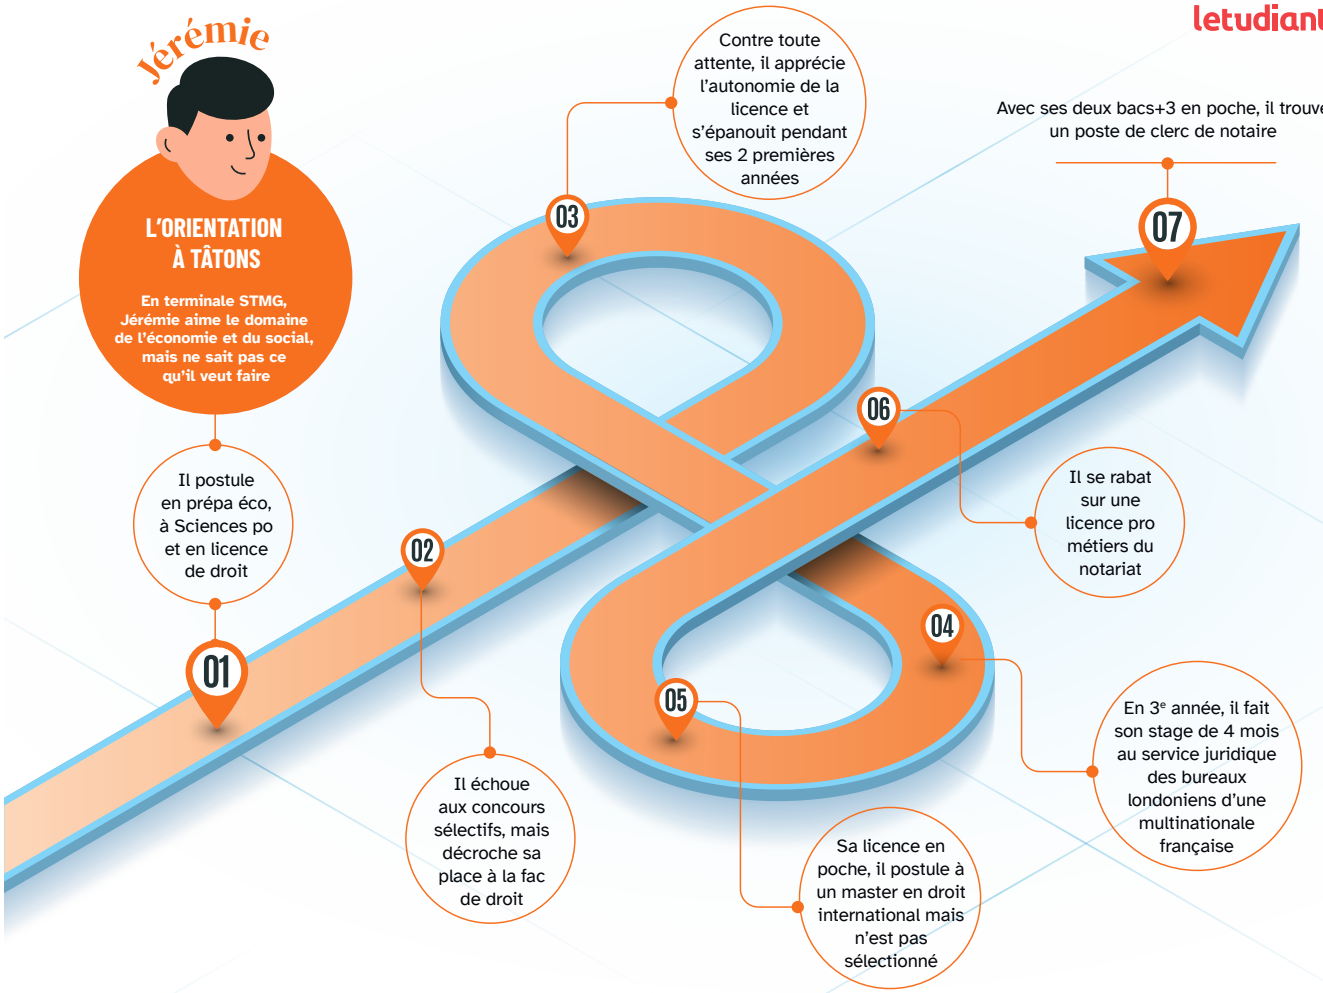 Jérémie
L'ORIENTATION
À TÂTONS
En terminale STMG,
Jérémie aime le domaine
de l'économie et du social,
mais ne sait pas ce
qu'il veut faire
Il postule
en prépa éco,
à Sciences po
et en licence
de droit
01
02
Il échoue
aux concours
sélectifs, mais
décroche sa
place à la fac
de droit
03
Contre toute
attente, il apprécie
l'autonomie de la
licence et
s'épanouit pendant
ses 2 premières
années
04
En 3e année, il fait
son stage de 4 mois
au service juridique
des bureaux
londoniens d'une
multinationale
française
05
Sa licence en
poche, il postule à
un master en droit
international mais
n'est pas
sélectionné
06
Il se rabat
sur une
licence pro
métiers du
notariat
07
Avec ses deux bacs+3 en poche, il trouve
un poste de clerc de notaire
letudiant